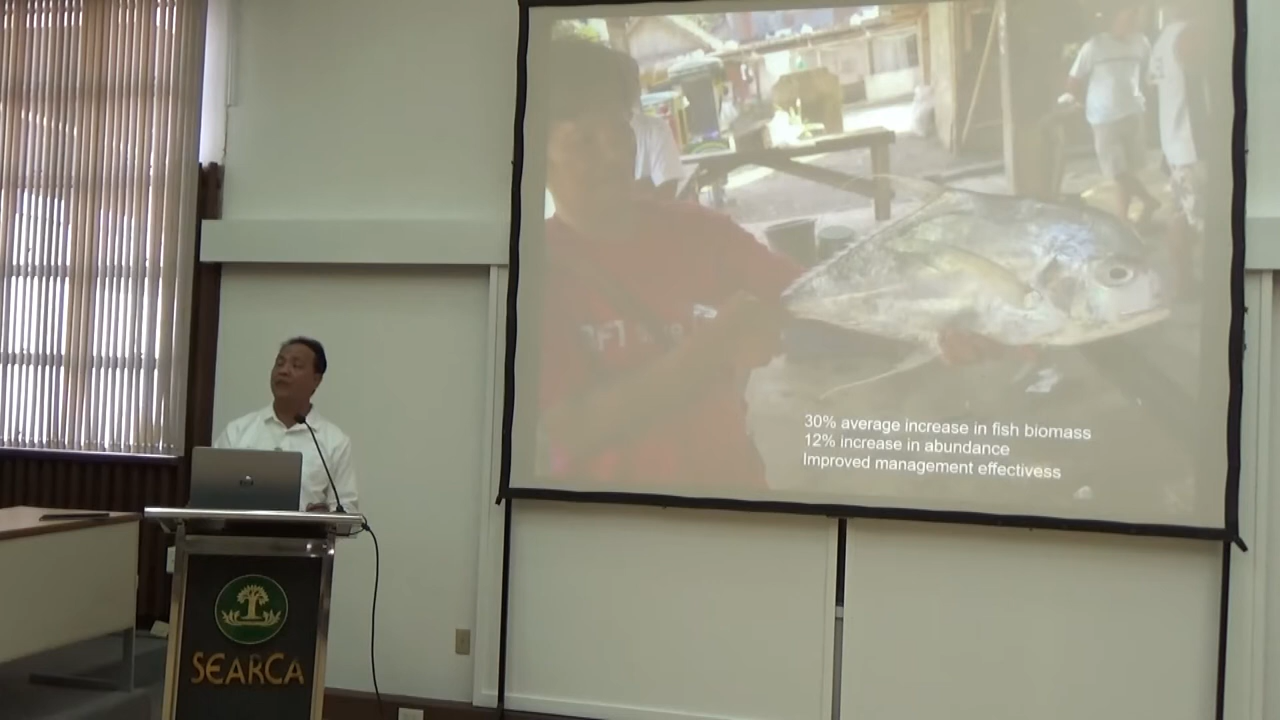 30% average increase in fish biomass
12% increase in abundance
Improved management effectivess
SEARCA